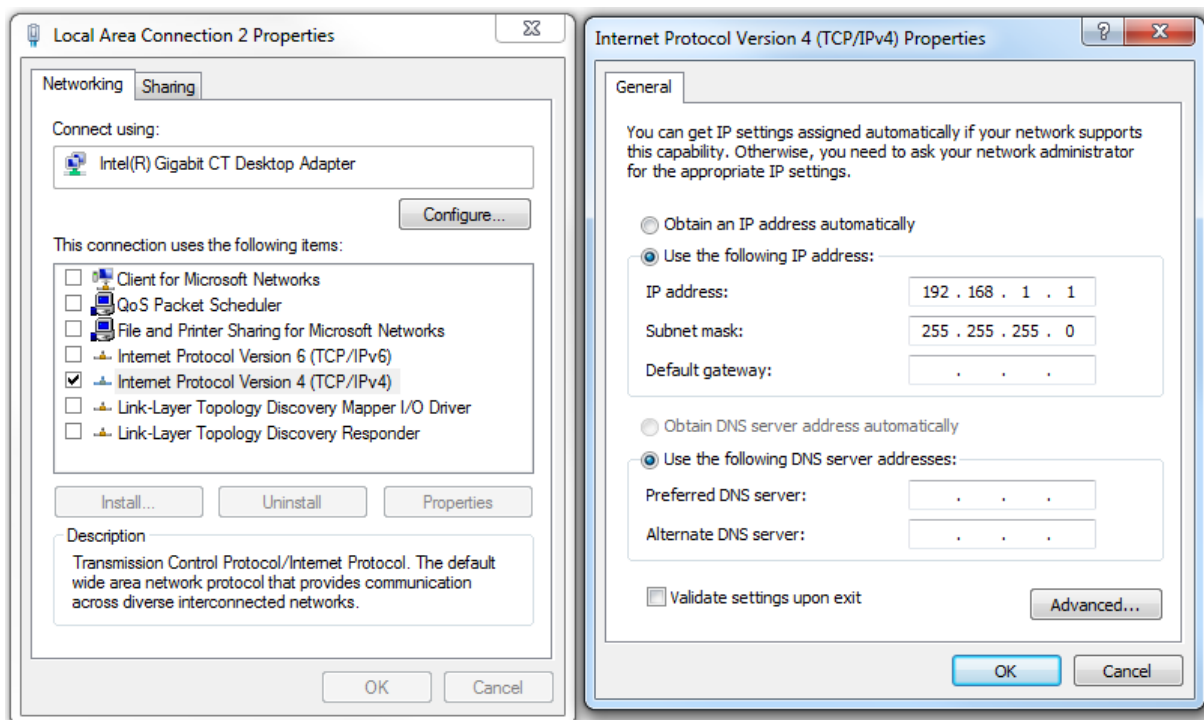 Local Area Connection 2 Properties
Networking
Sharing
Connect using:
Intel(R) Gigabit CT Desktop Adapter
Configure...
This connection uses the following items:
Client for Microsoft Networks
QoS Packet Scheduler
File and Printer Sharing for Microsoft Networks
Internet Protocol Version 6 (TCP/IPv6)
Internet Protocol Version 4 (TCP/IPv4)
Link-Layer Topology Discovery Mapper I/O Driver
Link-Layer Topology Discovery Responder
Install...
Uninstall
Properties
Description
Transmission Control Protocol/Internet Protocol. The default
wide area network protocol that provides communication
across diverse interconnected networks.
OK
Cancel
Internet Protocol Version 4 (TCP/IPv4) Properties
General
You can get IP settings assigned automatically if your network supports
this capability. Otherwise, you need to ask your network administrator
for the appropriate IP settings.
Obtain an IP address automatically
Use the following IP address:
IP address: 192 . 168 . 1 . 1
Subnet mask: 255 . 255 . 255 . 0
Default gateway: . . .
Obtain DNS server address automatically
Use the following DNS server addresses:
Preferred DNS server: . . .
Alternate DNS server: . . .
Validate settings upon exit
Advanced...
OK
Cancel